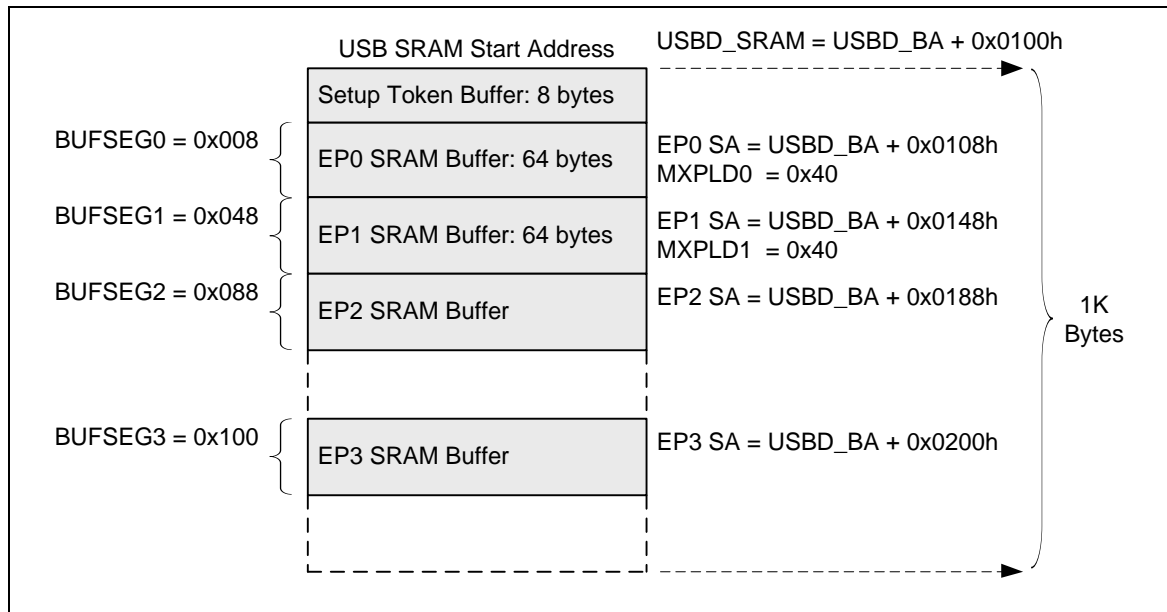 USB SRAM Start Address
USBD_SRAM = USBD_BA + 0x0100h
Setup Token Buffer: 8 bytes
BUFSEG0 = 0x008
EP0 SRAM Buffer: 64 bytes
EP0 SA = USBD_BA + 0x0108h
MXPLD0 = 0x40
BUFSEG1 = 0x048
EP1 SRAM Buffer: 64 bytes
EP1 SA = USBD_BA + 0x0148h
MXPLD1 = 0x40
BUFSEG2 = 0x088
EP2 SRAM Buffer
EP2 SA = USBD_BA + 0x0188h
1K
Bytes
BUFSEG3 = 0x100
EP3 SRAM Buffer
EP3 SA = USBD_BA + 0x0200h